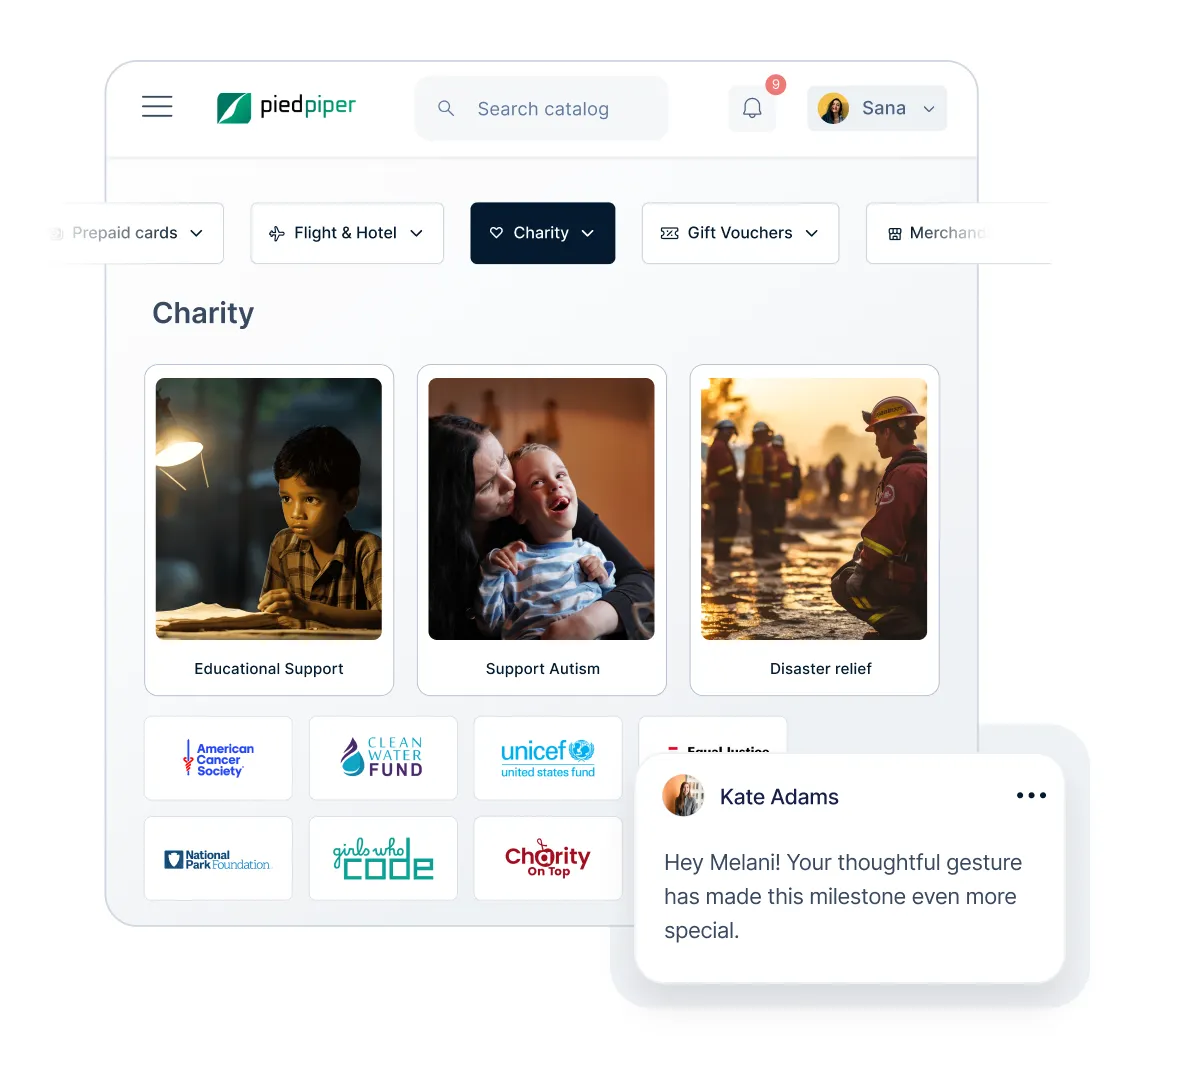 piedpiper
Search catalog
9
Sana
Prepaid cards
Flight & Hotel
Charity
Gift Vouchers
Charity
Educational Support
Support Autism
Disaster relief
American
Cancer
Society
CLEAN
WATER
FUND
unicef
united states fund
Equal Justice
National
Park Foundation
girls who
CODE
Charity
On Top
Kate Adams
Hey Melani! Your thoughtful gesture
has made this milestone even more
special.